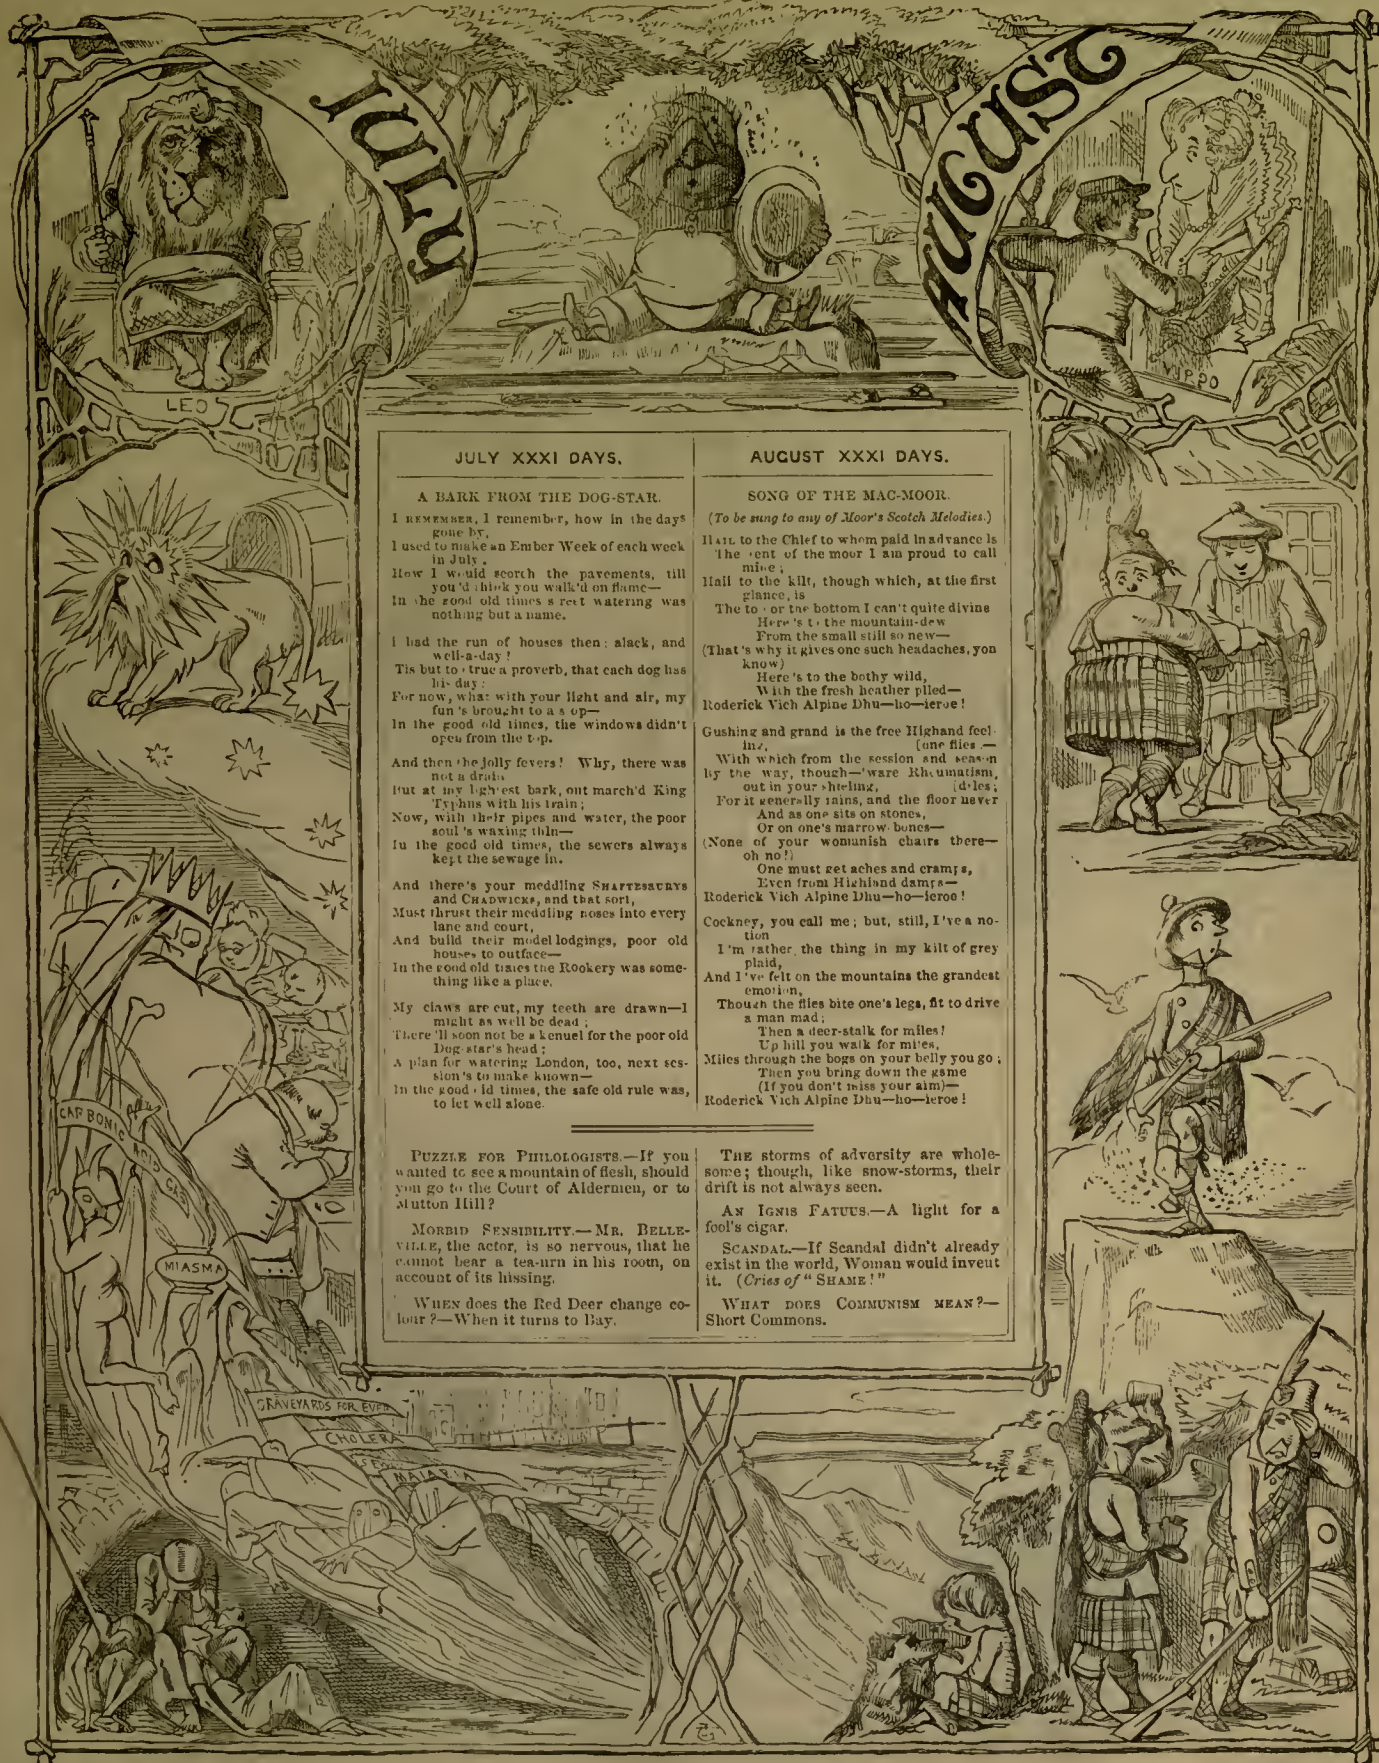 JULY
AUGUST
LEO
JULY XXXI DAYS.
A BARK FROM THE DOG-STAR.
I REMEMBER, I remember, how in the days
gone by,
I used to make an Ember Week of each week
in July,
How I would scorch the pavements, till
you'd think you walk'd on flame—
In the good old times street watering was
nothing but a name.
I had the run of houses then: alack, and
well-a-day!
Tis but too true a proverb, that each dog has
his day:
For now, what with your light and air, my
fun's brought to a stop—
In the good old times, the windows didn't
open from the top.
And then the jolly fevers! Why, there was
not a drain
But at my lightest bark, out march'd King
Typhus with his train;
Now, with their pipes and water, the poor
soul's waxing thin—
In the good old times, the sewers always
kept the sewage in.
And there's your meddling SHAFTESBURYS
and CHADWICKS, and that sort,
Must thrust their meddling noses into every
lane and court,
And build their model lodgings, poor old
houses to outface—
In the good old times the Rookery was some-
thing like a place.
My claws are cut, my teeth are drawn—I
might as well be dead;
There'll soon not be a kennel for the poor old
Dog-star's head;
A plan for watering London, too, next ses-
sion's to make known—
In the good old times, the safe old rule was,
to let well alone.
PUZZLE FOR PHILOLOGISTS.—If you
wanted to see a mountain of flesh, should
you go to the Court of Aldermen, or to
Mutton Hill?
MORBID SENSIBILITY.—MR. BELLE-
VILLE, the actor, is so nervous, that he
cannot bear a tea-urn in his room, on
account of its hissing.
WHEN does the Red Deer change co-
lour?—When it turns to Bay.
AUGUST XXXI DAYS.
SONG OF THE MAC-MOOR.
(To be sung to any of Moor's Scotch Melodies.)
HAIL to the Chief to whom paid in advance is
The rent of the moor I am proud to call
mine;
Hail to the kilt, though which, at the first
glance, is
The top or the bottom I can't quite divine
Here's to the mountain-dew
From the small still so new—
(That's why it gives one such headaches, you
know)
Here's to the bothy wild,
With the fresh heather piled—
Roderick Vich Alpine Dhu—ho—ieroe!
Gushing and grand is the free Highand feel-
ing, [one flies.—
With which from the session and season
By the way, though—'ware Rheumatism,
out in your shieling, [dries;
For it generally rains, and the floor never
And as one sits on stones,
Or on one's marrow-bones—
(None of your womanish chairs there—
oh no!)
One must get aches and cramps,
Even from Highland damps—
Roderick Vich Alpine Dhu—ho—ieroe!
Cockney, you call me; but, still, I've a no-
tion
I'm rather the thing in my kilt of grey
plaid,
And I've felt on the mountains the grandest
emotion,
Though the flies bite one's legs, fit to drive
a man mad;
Then a deer-stalk for miles!
Up hill you walk for miles,
Miles through the bogs on your belly you go;
Then you bring down the game
(If you don't miss your aim)—
Roderick Vich Alpine Dhu—ho—ieroe!
THE storms of adversity are whole-
some; though, like snow-storms, their
drift is not always seen.
AN IGNIS FATUUS.—A light for a
fool's cigar.
SCANDAL.—If Scandal didn't already
exist in the world, Woman would invent
it. (Cries of "SHAME!"
WHAT DOES COMMUNISM MEAN?—
Short Commons.
CARBONIC ACID GAS
MIASMA
GRAVEYARDS FOR EVER
CHOLERA
MALARIA